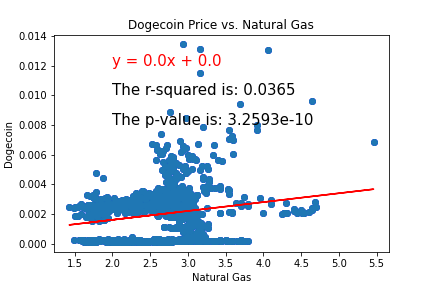 Dogecoin Price vs. Natural Gas
0.014
y = 0.0x + 0.0
0.012
The r-squared is: 0.0365
0.010
The p-value is: 3.2593e-10
0.008
Dogecoin
0.006
0.004
0.002
0.000
1.5 2.0 2.5 3.0 3.5 4.0 4.5 5.0 5.5
Natural Gas